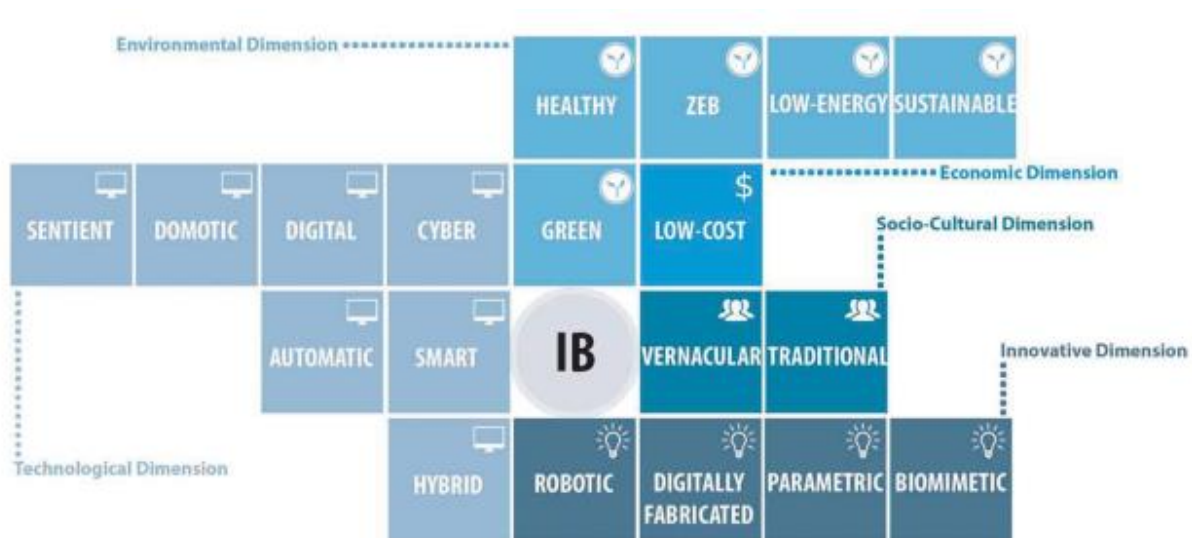 Environmental Dimension
HEALTHY
ZEB
LOW-ENERGY
SUSTAINABLE
Economic Dimension
SENTIENT
DOMOTIC
DIGITAL
CYBER
GREEN
$
LOW-COST
Socio-Cultural Dimension
AUTOMATIC
SMART
IB
VERNACULAR
TRADITIONAL
Innovative Dimension
Technological Dimension
HYBRID
ROBOTIC
DIGITALLY
FABRICATED
PARAMETRIC
BIOMIMETIC